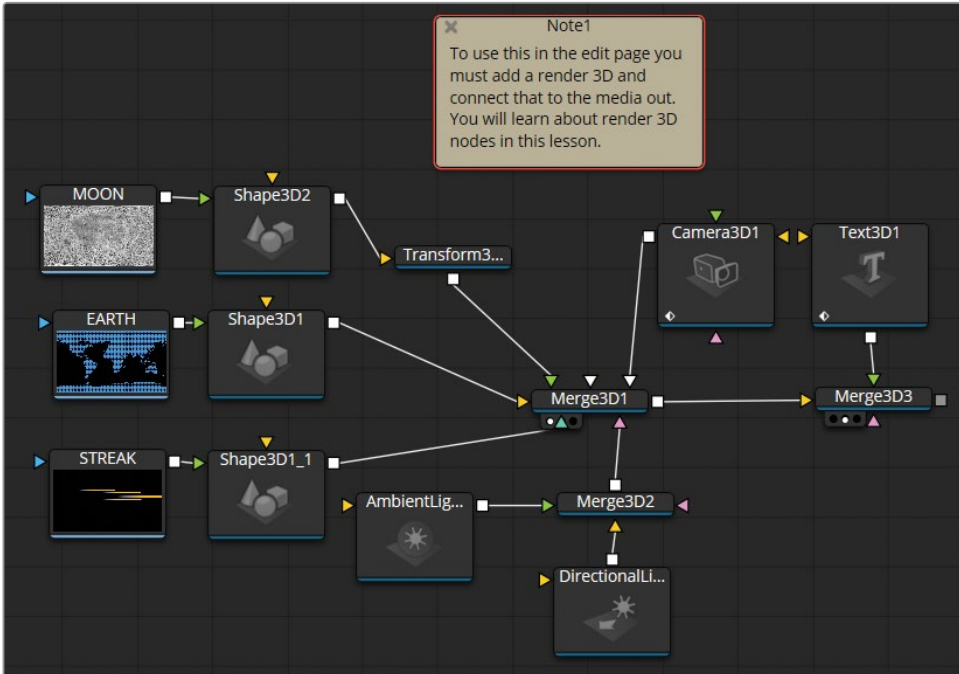 Note1
To use this in the edit page you
must add a render 3D and
connect that to the media out.
You will learn about render 3D
nodes in this lesson.
MOON
Shape3D2
Transform3...
Camera3D1
Text3D1
EARTH
Shape3D1
Merge3D1
Merge3D3
STREAK
Shape3D1_1
AmbientLig...
Merge3D2
DirectionalLi...